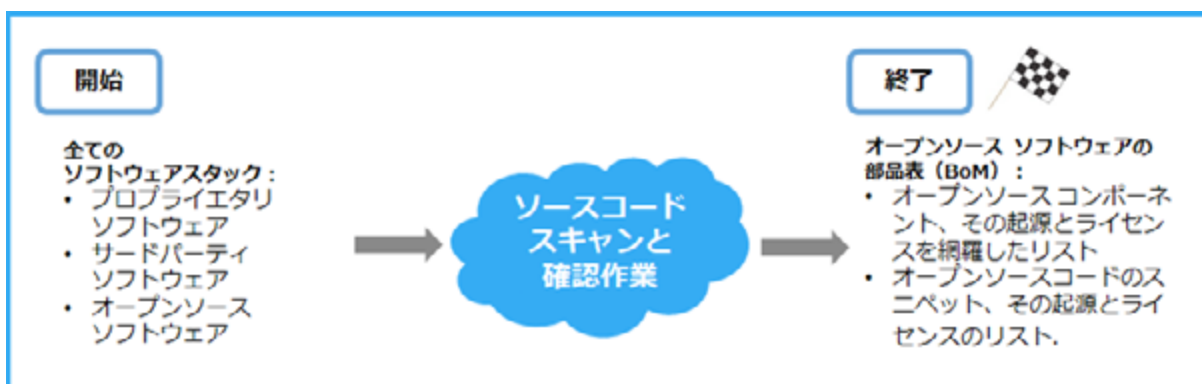 開始
全ての
ソフトウェアスタック：
• プロプライエタリ
ソフトウェア
• サードパーティ
ソフトウェア
• オープンソース
ソフトウェア
ソースコード
スキャンと
確認作業
終了
オープンソース ソフトウェアの
部品表（BoM）：
• オープンソース コンポーネ
ント、その起源とライセン
スを網羅したリスト
• オープンソースコードのス
ニペット、その起源とライ
センスのリスト.